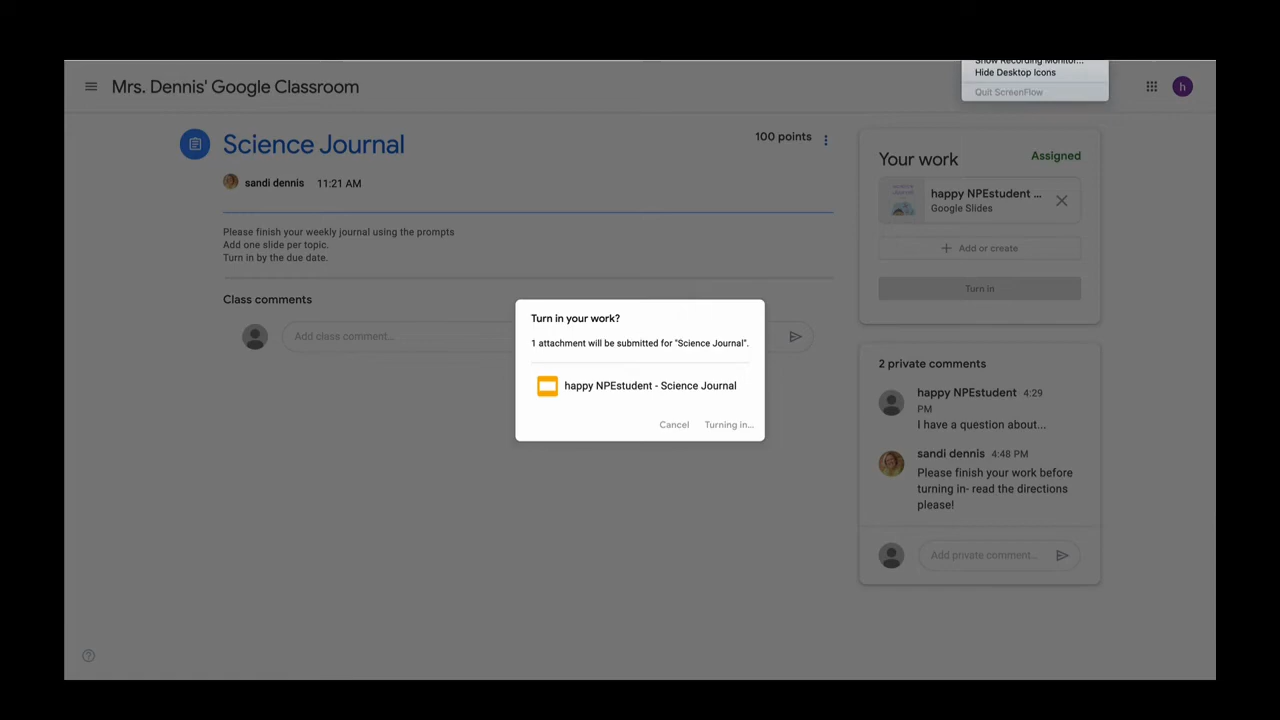 Show Recording Monitor...
Hide Desktop Icons
Quit ScreenFlow
Mrs. Dennis' Google Classroom
h
Science Journal
100 points
sandi dennis 11:21 AM
Please finish your weekly journal using the prompts
Add one slide per topic.
Turn in by the due date.
Class comments
Add class comment...
Turn in your work?
1 attachment will be submitted for "Science Journal".
happy NPEstudent - Science Journal
Cancel Turning in...
Your work Assigned
happy NPEstudent ...
Google Slides
Add or create
Turn in
2 private comments
happy NPEstudent 4:29
PM
I have a question about...
sandi dennis 4:48 PM
Please finish your work before
turning in- read the directions
please!
Add private comment...